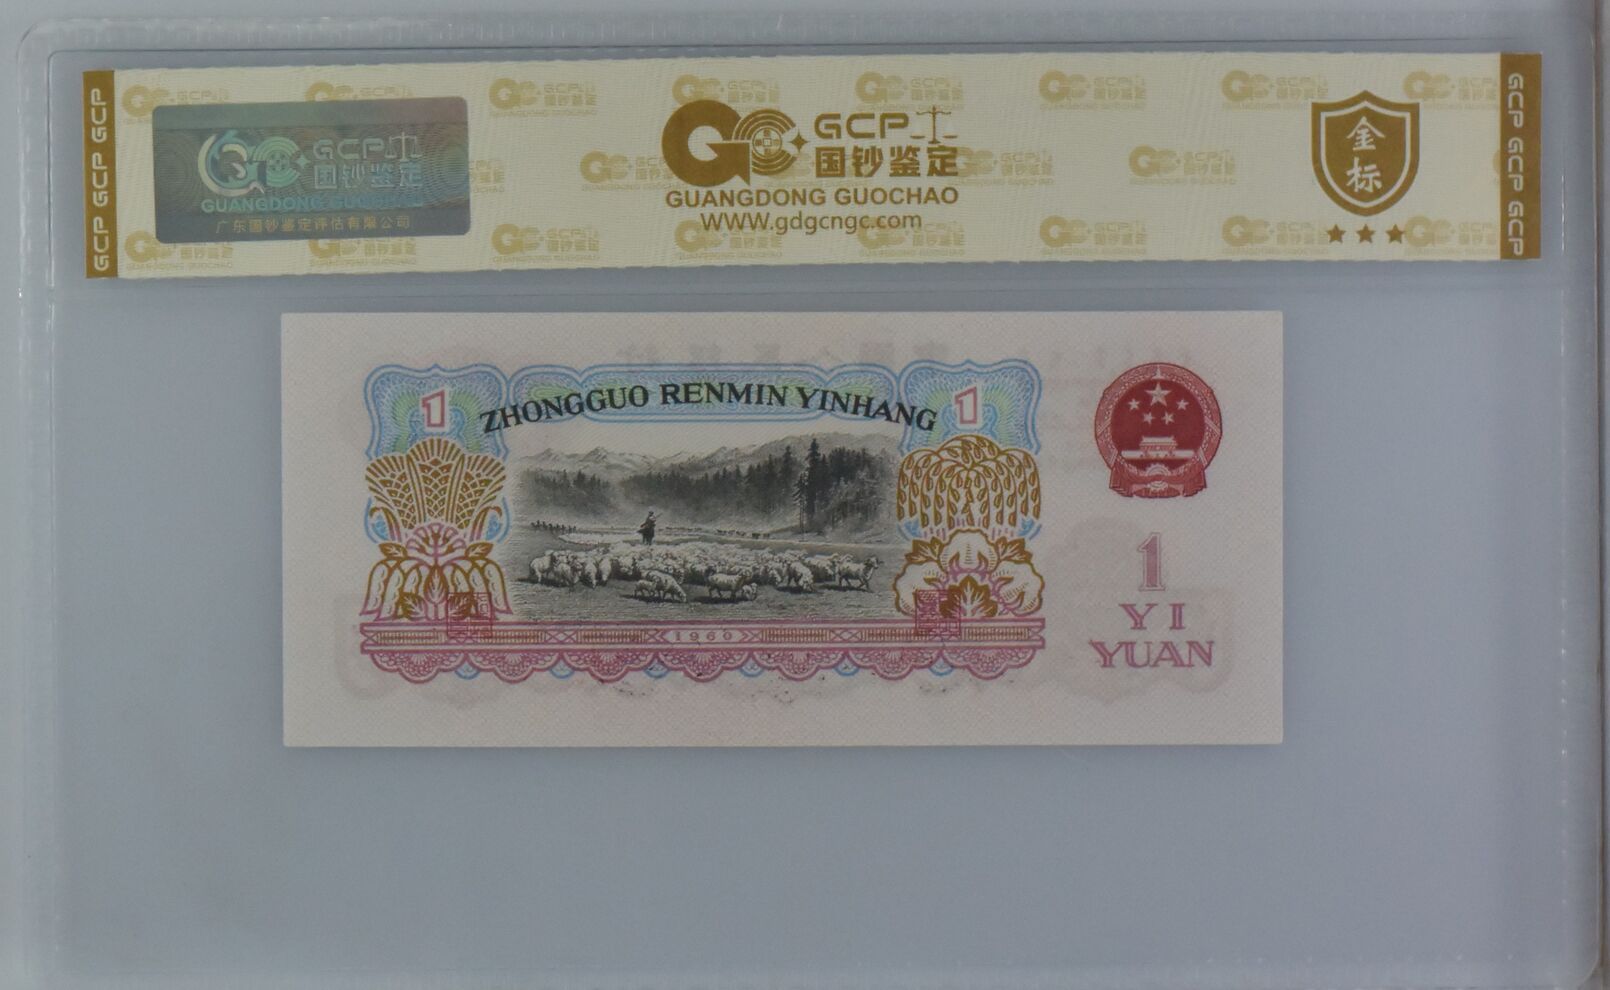 GCP GCP GCP
GCP
国钞鉴定
GUANGDONG GUOCHAO
广东国钞鉴定评估有限公司
GCP
国钞鉴定
GUANGDONG GUOCHAO
WWW.gdgcngc.com
金
标
GCP GCP GCP
1
ZHONGGUO RENMIN YINHANG
1
1960
1
YI
YUAN